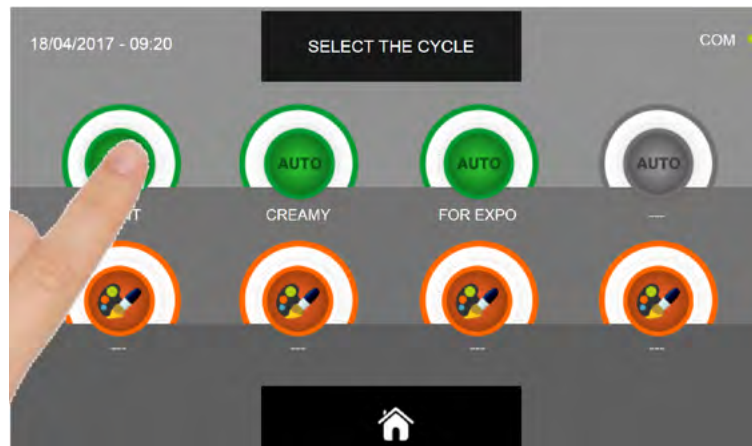 18/04/2017 - 09:20
SELECT THE CYCLE
COM
AUTO
AUTO
AUTO
CREAMY
FOR EXPO
---
---
---
---
---